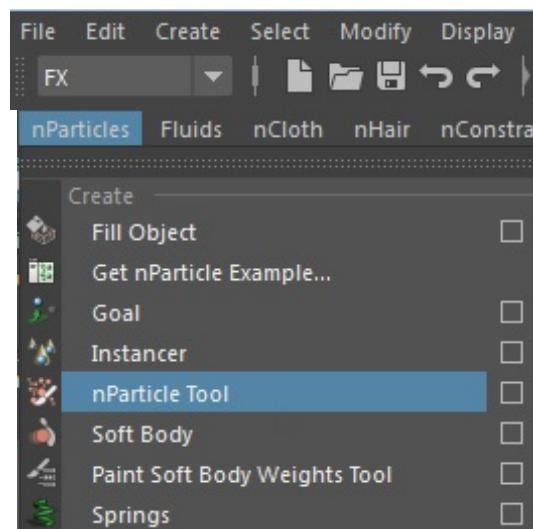 File Edit Create Select Modify Display
FX
nParticles Fluids nCloth nHair nConstra
Create
Fill Object
Get nParticle Example...
Goal
Instancer
nParticle Tool
Soft Body
Paint Soft Body Weights Tool
Springs